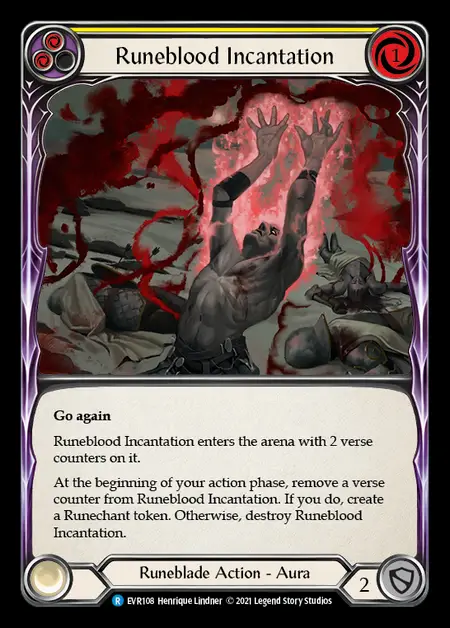 Runeblood Incantation
1
Go again
Runeblood Incantation enters the arena with 2 verse
counters on it.
At the beginning of your action phase, remove a verse
counter from Runeblood Incantation. If you do, create
a Runechant token. Otherwise, destroy Runeblood
Incantation.
Runeblade Action - Aura
2
R EVR108 Henrique Lindner © 2021 Legend Story Studios